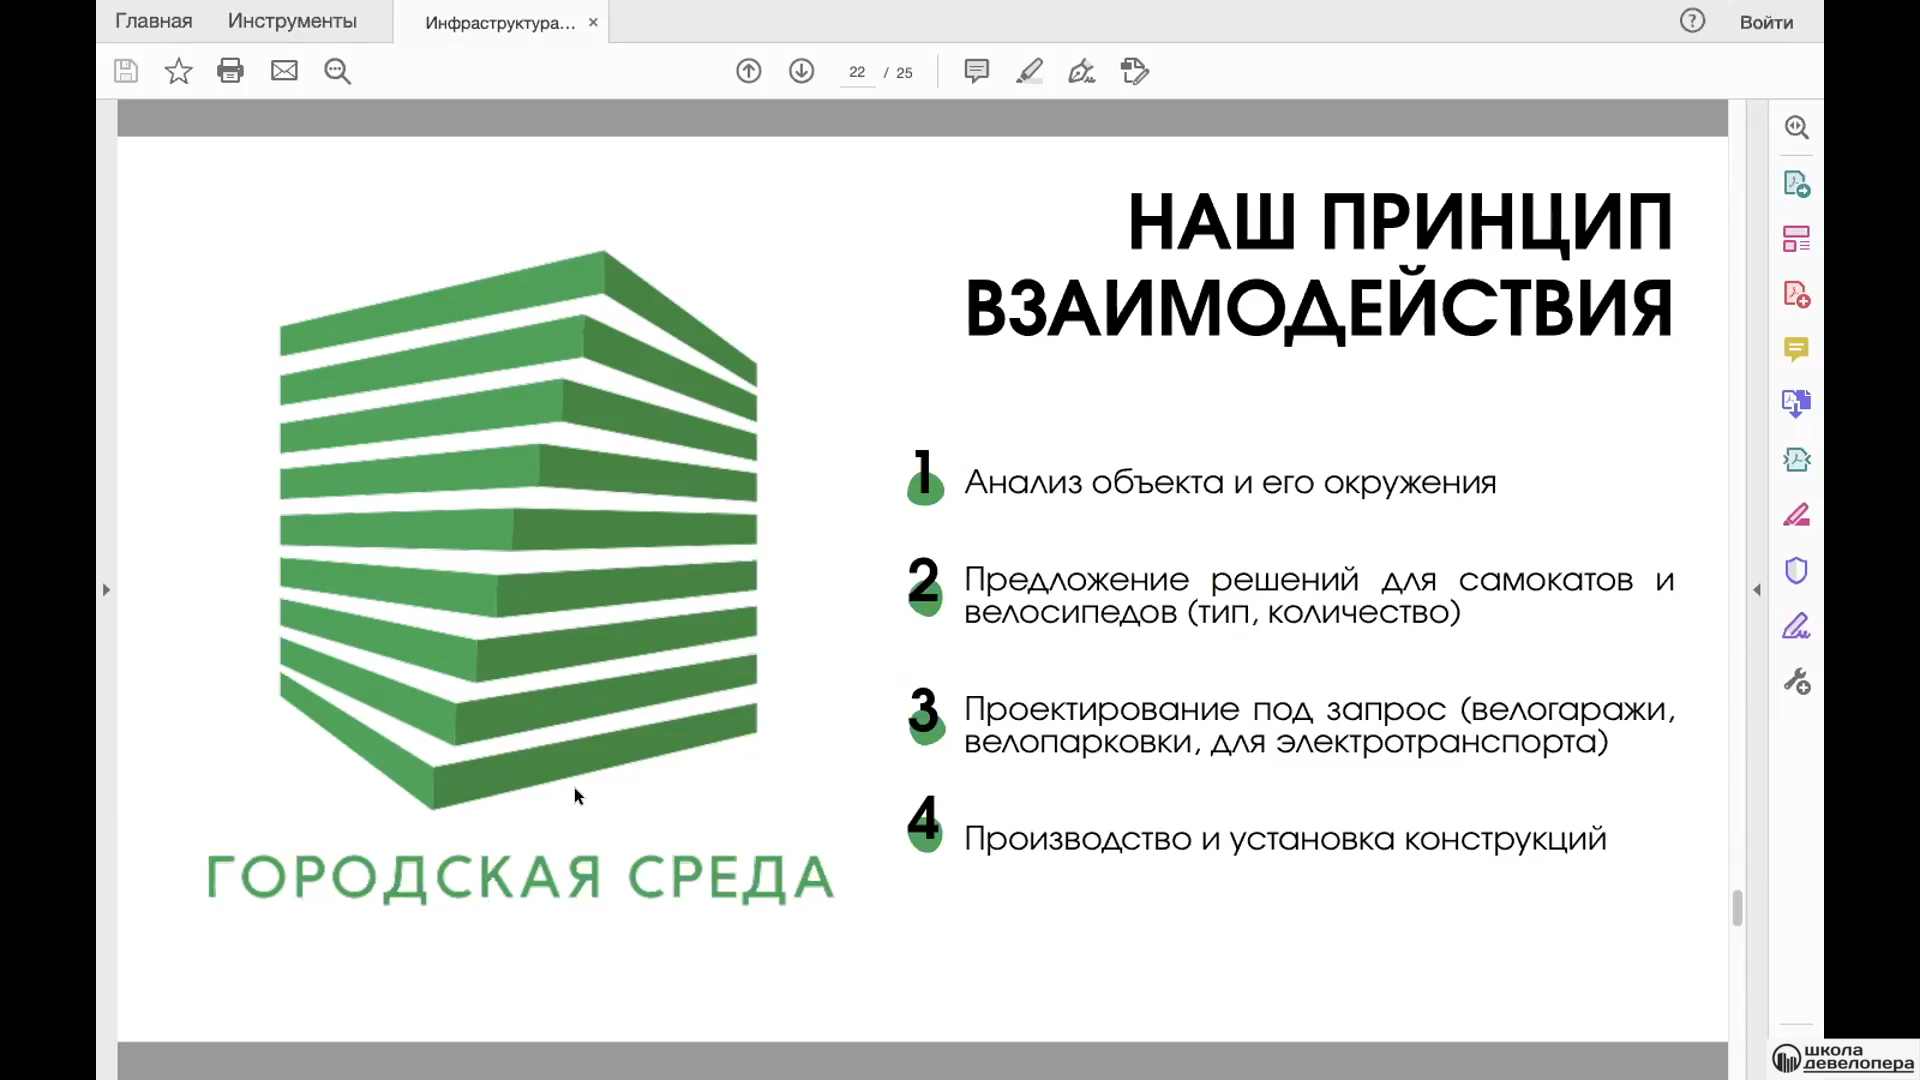 Главная Инструменты Инфраструктура... × ? Войти
22 / 25
НАШ ПРИНЦИП
ВЗАИМОДЕЙСТВИЯ
1 Анализ объекта и его окружения
2 Предложение решений для самокатов и
велосипедов (тип, количество)
3 Проектирование под запрос (велогаражи,
велопарковки, для электротранспорта)
4 Производство и установка конструкций
ГОРОДСКАЯ СРЕДА
школа
девелопера